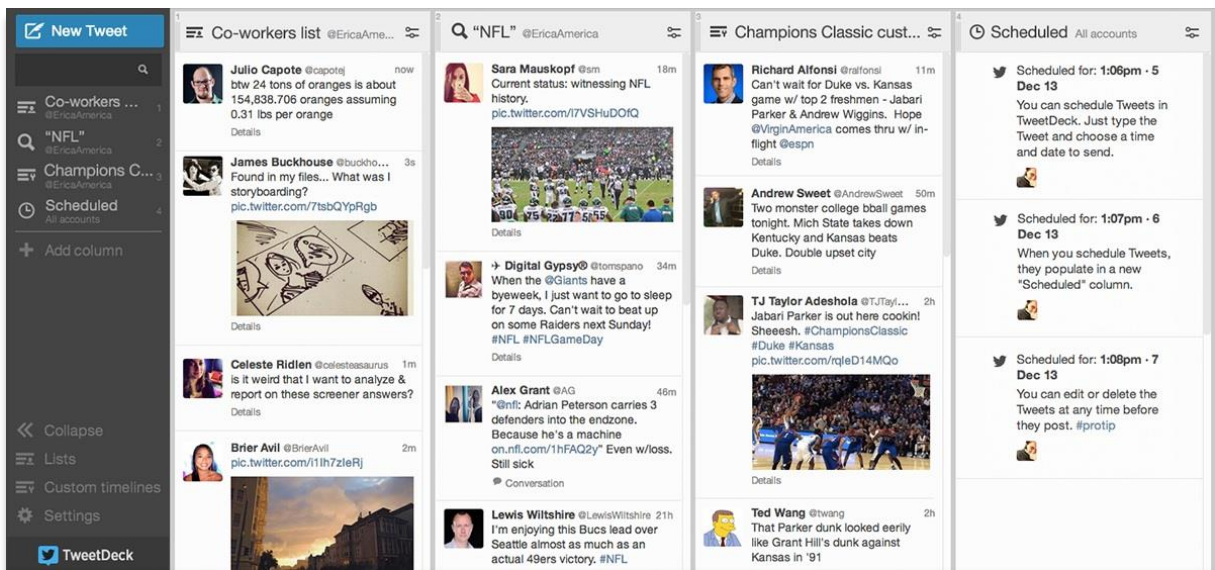 New Tweet
Co-workers ...
@EricaAmerica
1
"NFL"
@EricaAmerica
2
Champions C...
@EricaAmerica
3
Scheduled
All accounts
4
Add column
Collapse
Lists
Custom timelines
Settings
TweetDeck
1
Co-workers list @EricaAme...
Julio Capote @capotej now
btw 24 tons of oranges is about
154,838.706 oranges assuming
0.31 lbs per orange
Details
James Buckhouse @buckho... 3s
Found in my files... What was I
storyboarding?
pic.twitter.com/7tsbQYpRgb
Details
Celeste Ridlen @celesteasaurus 1m
is it weird that I want to analyze &
report on these screener answers?
Details
Brier Avil @BrierAvil 2m
pic.twitter.com/i1Ih7zIeRj
2
"NFL" @EricaAmerica
Sara Mauskopf @sm 18m
Current status: witnessing NFL
history.
pic.twitter.com/i7VSHuDOfQ
Details
✈ Digital Gypsy® @tomspano 34m
When the @Giants have a
byeweek, I just want to go to sleep
for 7 days. Can't wait to beat up
on some Raiders next Sunday!
#NFL #NFLGameDay
Details
Alex Grant @AG 46m
"@nfl: Adrian Peterson carries 3
defenders into the endzone.
Because he's a machine
on.nfl.com/1hFAQ2y" Even w/loss.
Still sick
Conversation
Lewis Wiltshire @LewisWiltshire 21h
I'm enjoying this Bucs lead over
Seattle almost as much as an
actual 49ers victory. #NFL
3
Champions Classic cust...
Richard Alfonsi @ralfonsi 11m
Can't wait for Duke vs. Kansas
game w/ top 2 freshmen - Jabari
Parker & Andrew Wiggins. Hope
@VirginAmerica comes thru w/ in-
flight @espn
Details
Andrew Sweet @AndrewSweet 50m
Two monster college bball games
tonight. Mich State takes down
Kentucky and Kansas beats
Duke. Double upset city
Details
TJ Taylor Adeshola @TJTayl... 2h
Jabari Parker is out here cookin!
Sheeesh. #ChampionsClassic
#Duke #Kansas
pic.twitter.com/rqIeD14MQo
Details
Ted Wang @twang 2h
That Parker dunk looked eerily
like Grant Hill's dunk against
Kansas in '91
4
Scheduled All accounts
Scheduled for: 1:06pm · 5
Dec 13
You can schedule Tweets in
TweetDeck. Just type the
Tweet and choose a time
and date to send.
Scheduled for: 1:07pm · 6
Dec 13
When you schedule Tweets,
they populate in a new
"Scheduled" column.
Scheduled for: 1:08pm · 7
Dec 13
You can edit or delete the
Tweets at any time before
they post. #protip